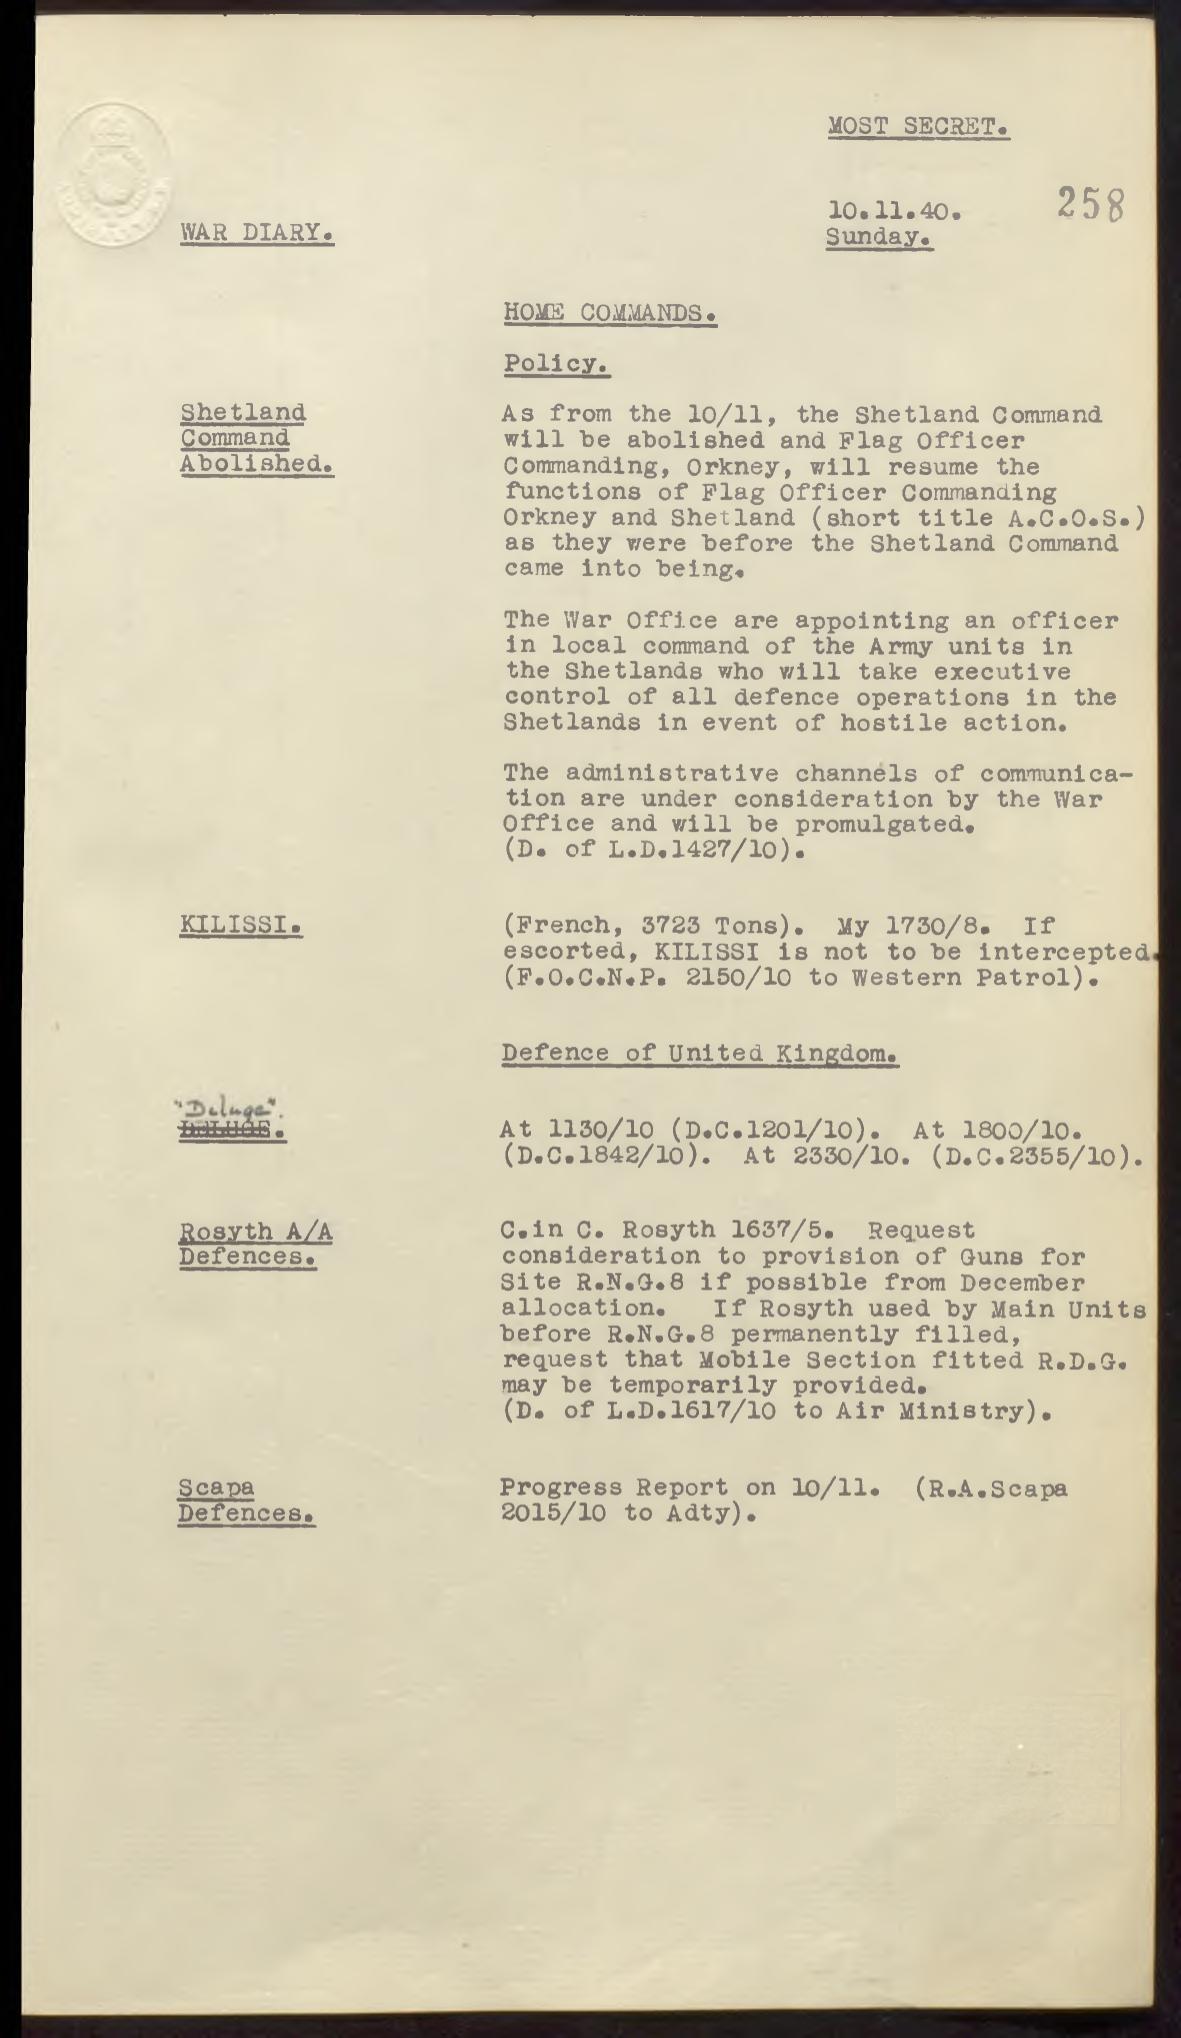 MOST SECRET.
258
10.11.40.
WAR DIARY.
Sunday.
HOME COMMANDS.
Policy.
Shetland
Command
Abolished.
As from the 10/11, the Shetland Command
will be abolished and Flag Officer
Commanding, Orkney, will resume the
functions of Flag Officer Commanding
Orkney and Shetland (short title A.C.O.S.)
as they were before the Shetland Command
came into being.
The War Office are appointing an officer
in local command of the Army units in
the Shetlands who will take executive
control of all defence operations in the
Shetlands in event of hostile action.
The administrative channels of communica-
tion are under consideration by the War
Office and will be promulgated.
(D. of L.D.1427/10).
KILISSI.
(French, 3723 Tons). My 1730/8. If
escorted, KILISSI is not to be intercepted.
(F.O.C.N.P. 2150/10 to Western Patrol).
Defence of United Kingdom.
"Deluge".
DELUGE.
At 1130/10 (D.C.1201/10). At 1800/10.
(D.C.1842/10). At 2330/10. (D.C.2355/10).
Rosyth A/A
Defences.
C.in C. Rosyth 1637/5. Request
consideration to provision of Guns for
Site R.N.G.8 if possible from December
allocation. If Rosyth used by Main Units
before R.N.G.8 permanently filled,
request that Mobile Section fitted R.D.G.
may be temporarily provided.
(D. of L.D.1617/10 to Air Ministry).
Scapa
Defences.
Progress Report on 10/11. (R.A.Scapa
2015/10 to Adty).